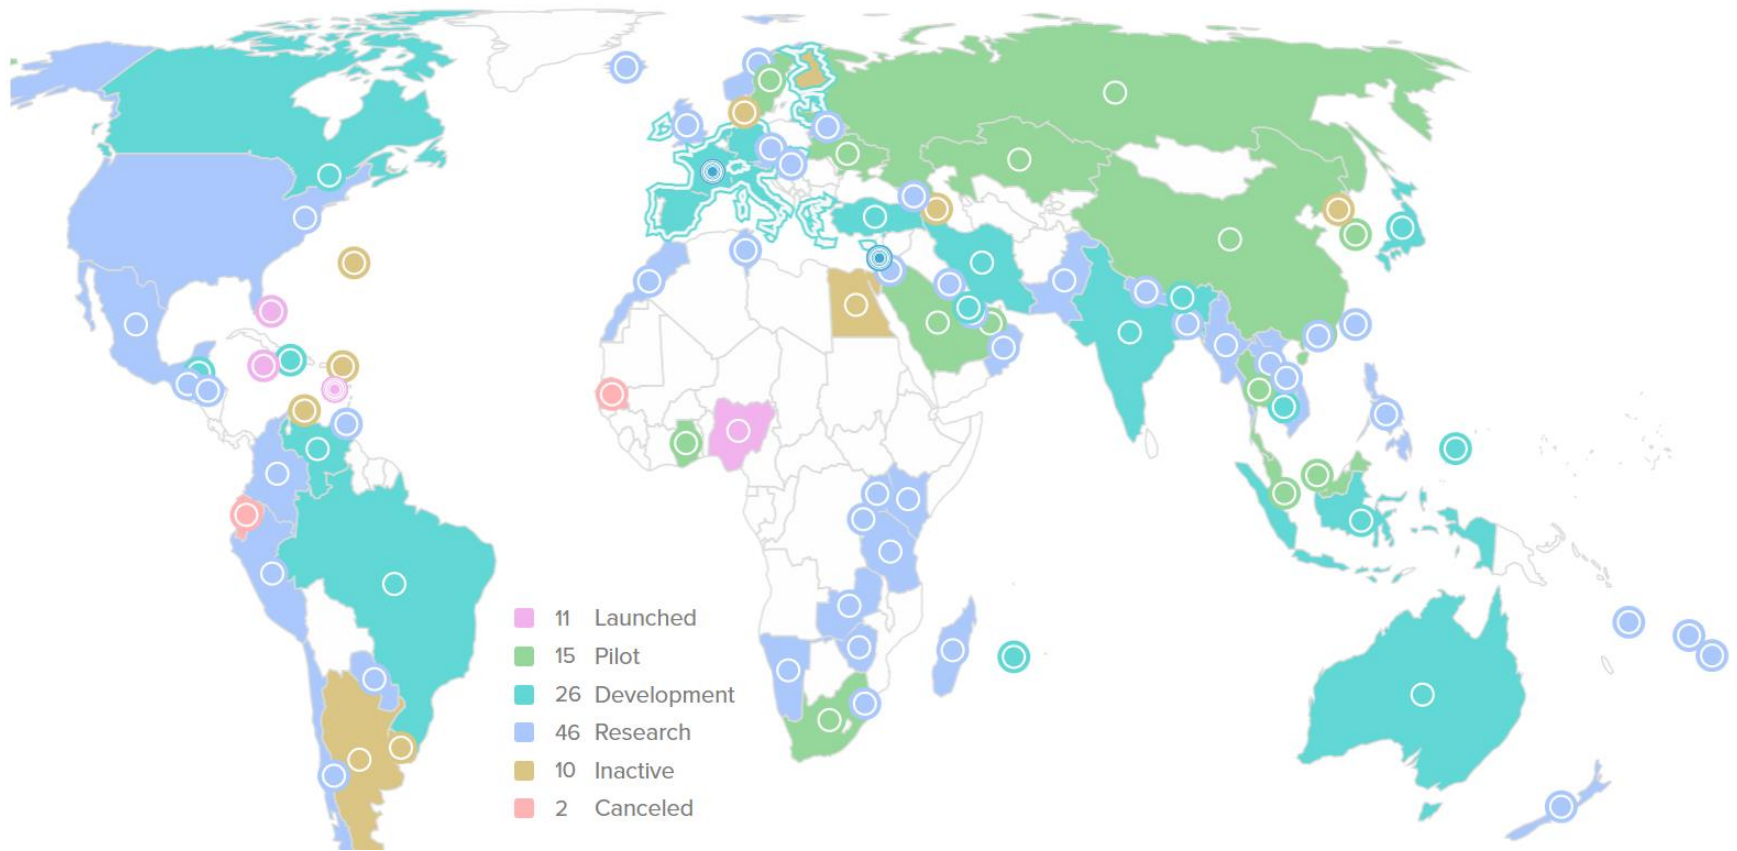 11 Launched
15 Pilot
26 Development
46 Research
10 Inactive
2 Canceled